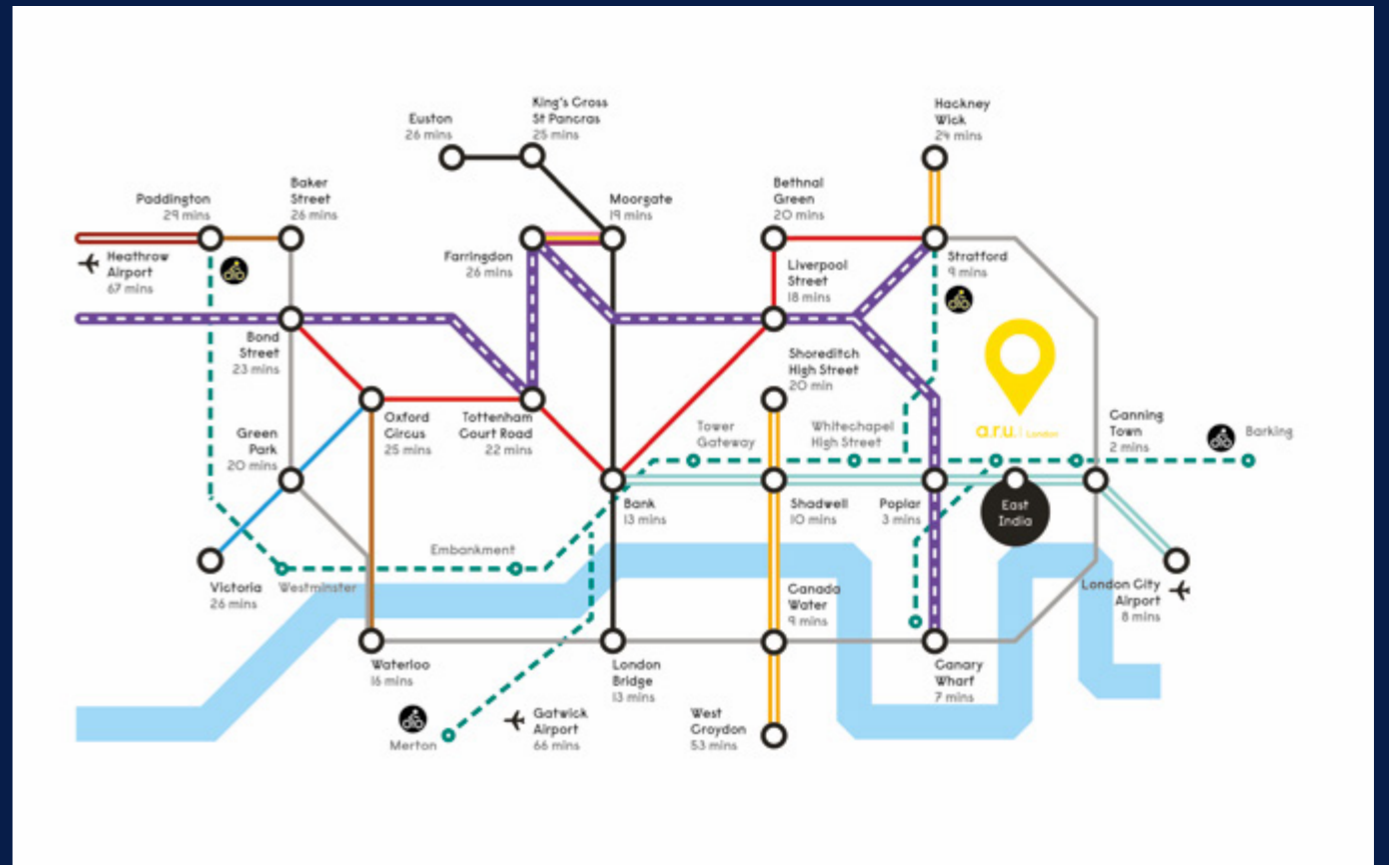 Hackney
Wick
24 mins
King's Cross
St Pancras
25 mins
Euston
26 mins
Baker
Street
26 mins
Paddington
29 mins
Moorgate
19 mins
Bethnal
Green
20 mins
Heathrow
Airport
67 mins
Farringdon
26 mins
Liverpool
Street
18 mins
Stratford
9 mins
Bond
Street
23 mins
Shoreditch
High Street
20 min
Oxford
Circus
25 mins
Tottenham
Court Road
22 mins
Green
Park
20 mins
Tower
Gateway
Whitechapel
High Street
a.r.u. | London
Canning
Town
2 mins
Barking
Bank
13 mins
Shadwell
10 mins
Poplar
3 mins
East
India
Embankment
Victoria
26 mins
Westminster
Canada
Water
9 mins
London City
Airport
8 mins
Waterloo
16 mins
London
Bridge
13 mins
Canary
Wharf
7 mins
Merton
Gatwick
Airport
66 mins
West
Croydon
53 mins